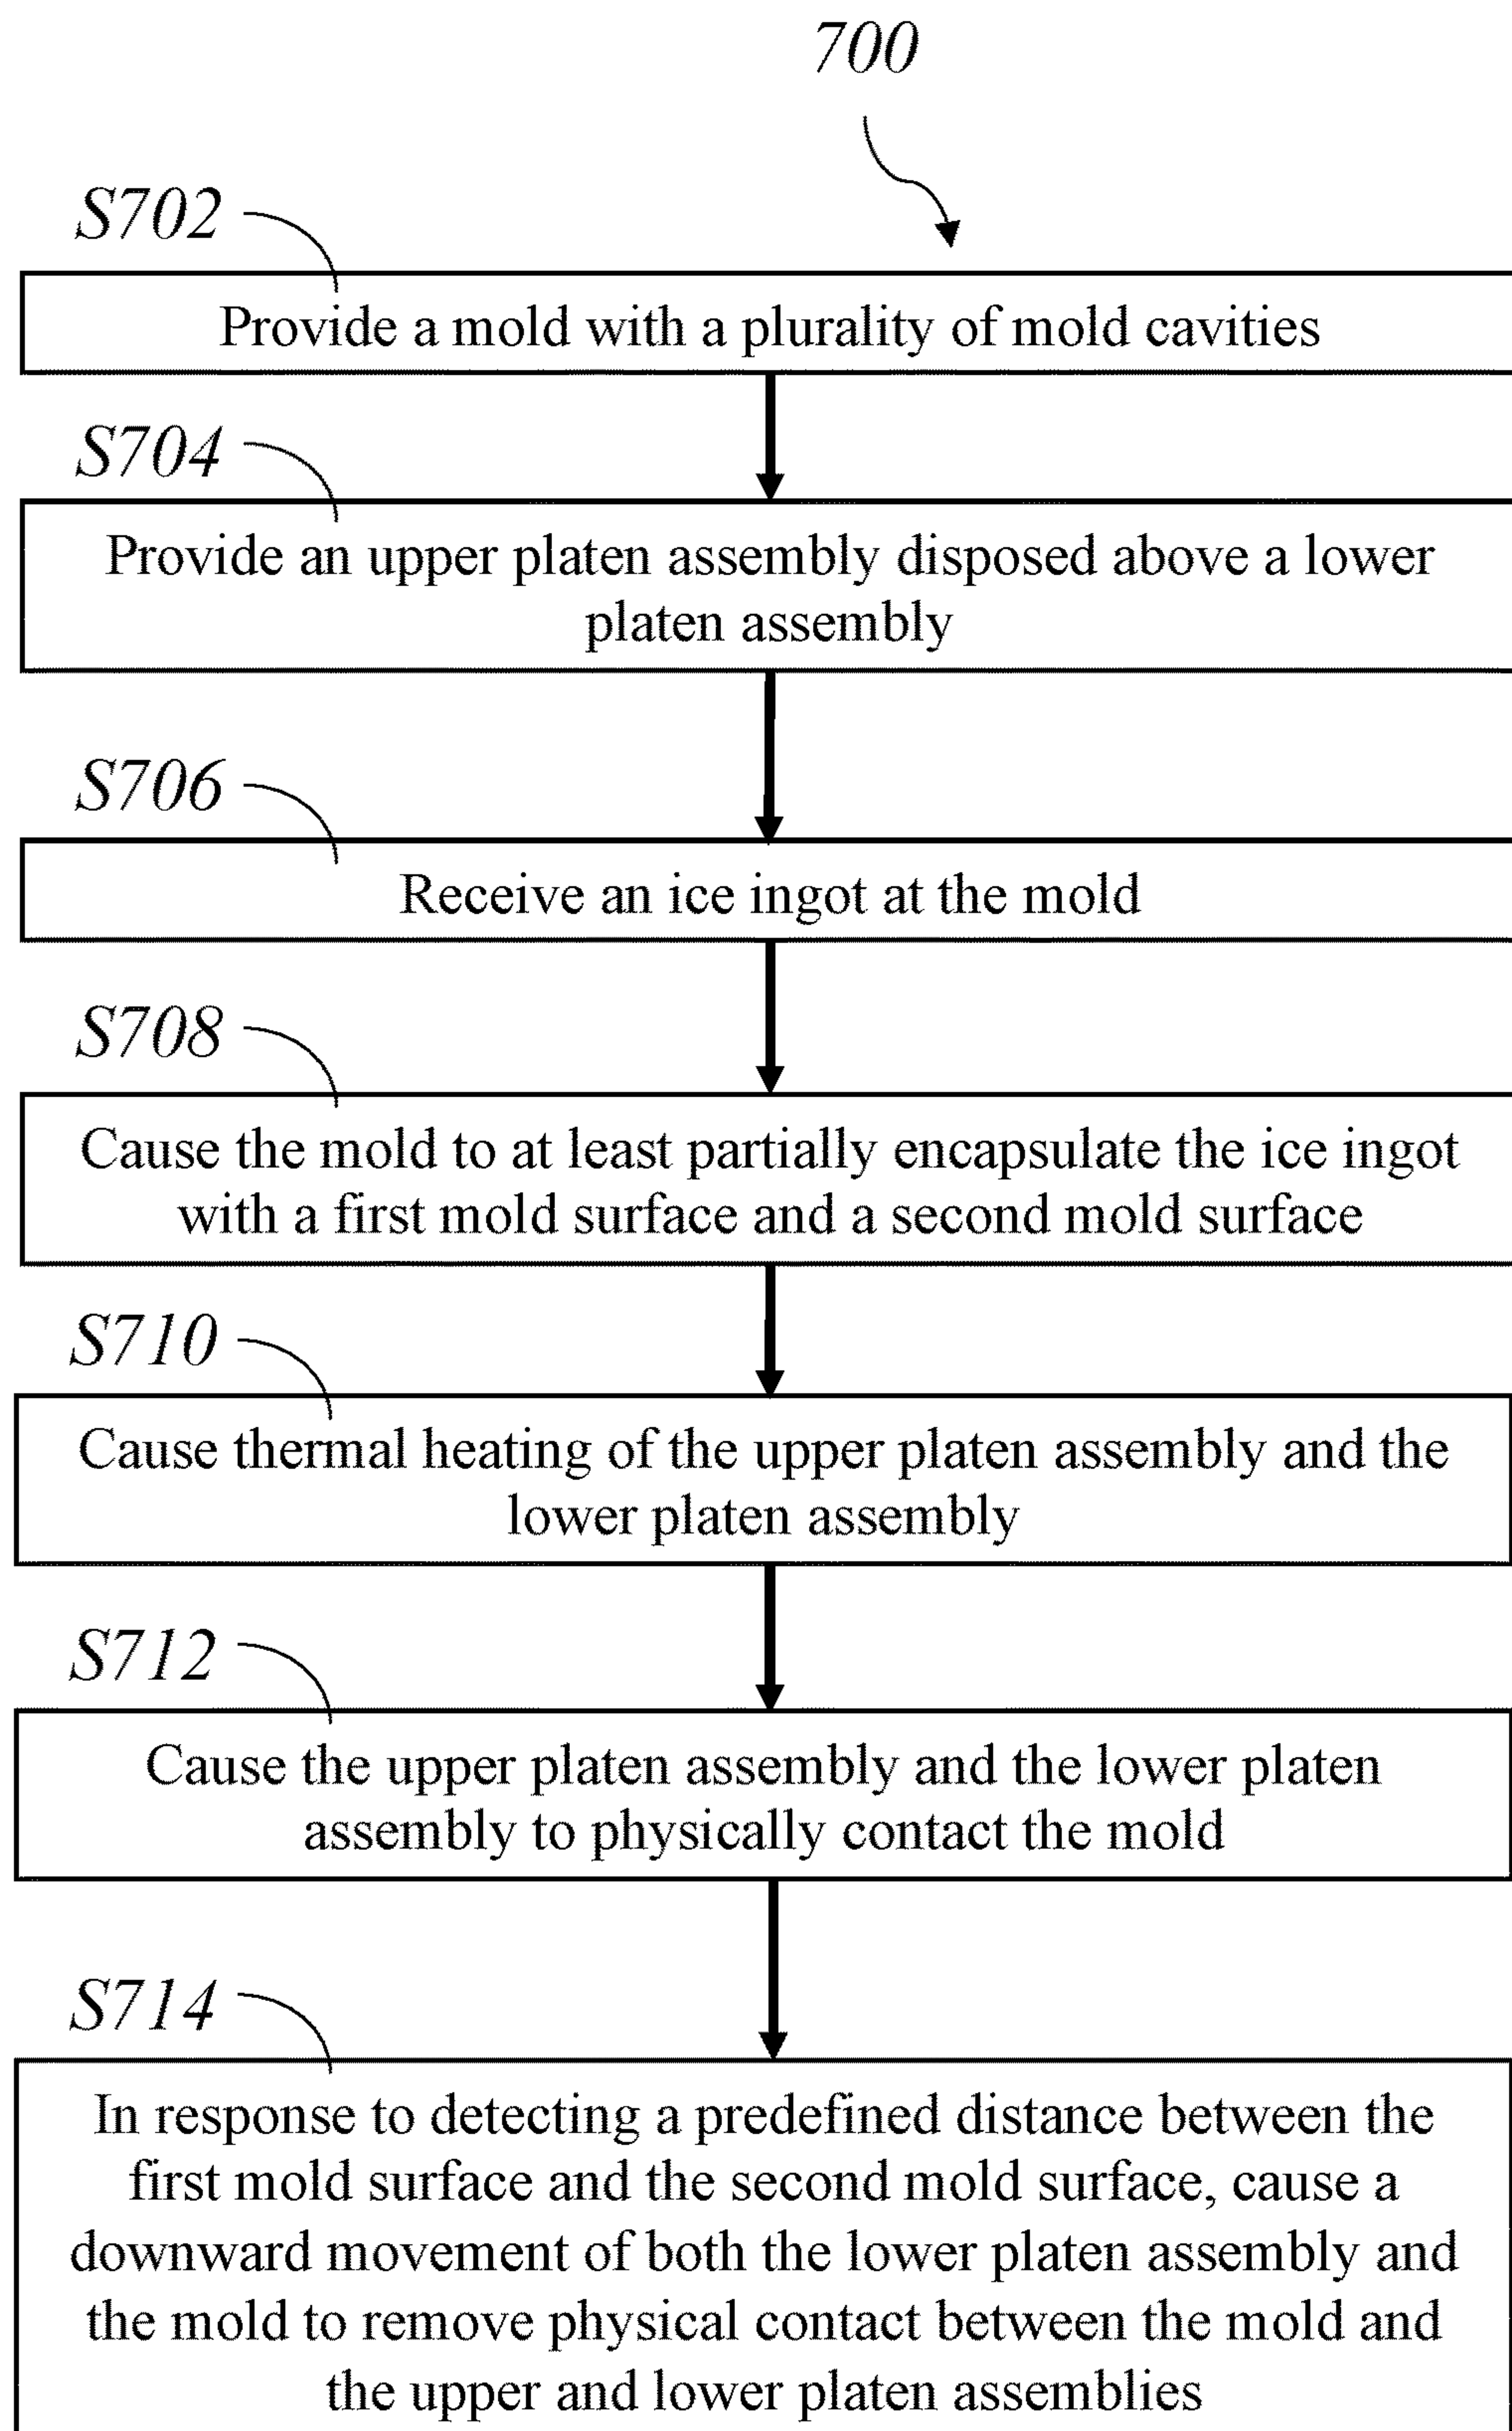 700
S702
Provide a mold with a plurality of mold cavities
S704
Provide an upper platen assembly disposed above a lower
platen assembly
S706
Receive an ice ingot at the mold
S708
Cause the mold to at least partially encapsulate the ice ingot
with a first mold surface and a second mold surface
S710
Cause thermal heating of the upper platen assembly and the
lower platen assembly
S712
Cause the upper platen assembly and the lower platen
assembly to physically contact the mold
S714
In response to detecting a predefined distance between the
first mold surface and the second mold surface, cause a
downward movement of both the lower platen assembly and
the mold to remove physical contact between the mold and
the upper and lower platen assemblies